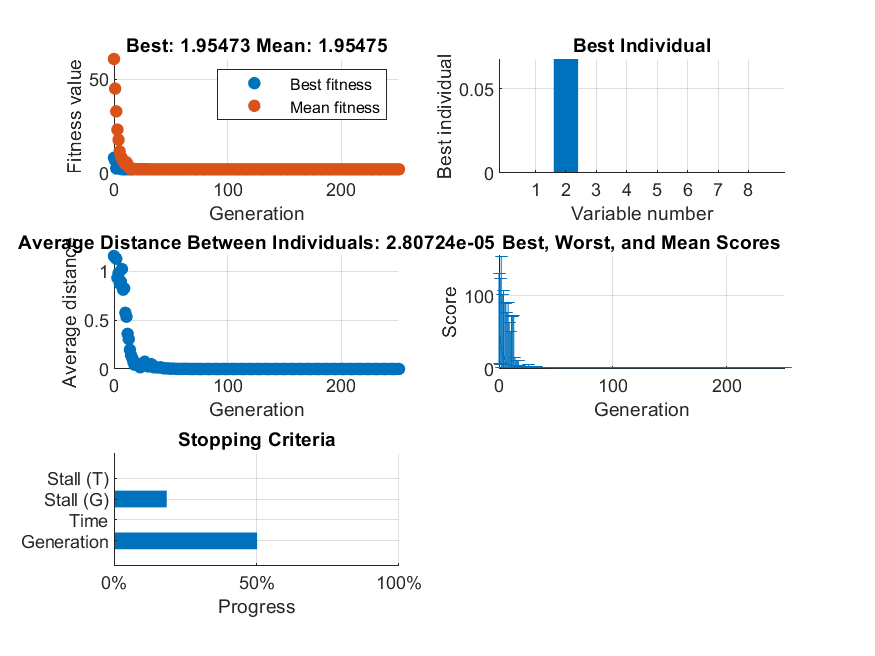 Best: 1.95473 Mean: 1.95475
Fitness value
50
0
Best fitness
Mean fitness
0 100 200
Generation
Best Individual
Best individual
0.05
0
1 2 3 4 5 6 7 8
Variable number
Average Distance Between Individuals: 2.80724e-05
Average distance
1
0.5
0
0 100 200
Generation
Best, Worst, and Mean Scores
Score
100
0
0 100 200
Generation
Stopping Criteria
Stall (T)
Stall (G)
Time
Generation
0% 50% 100%
Progress